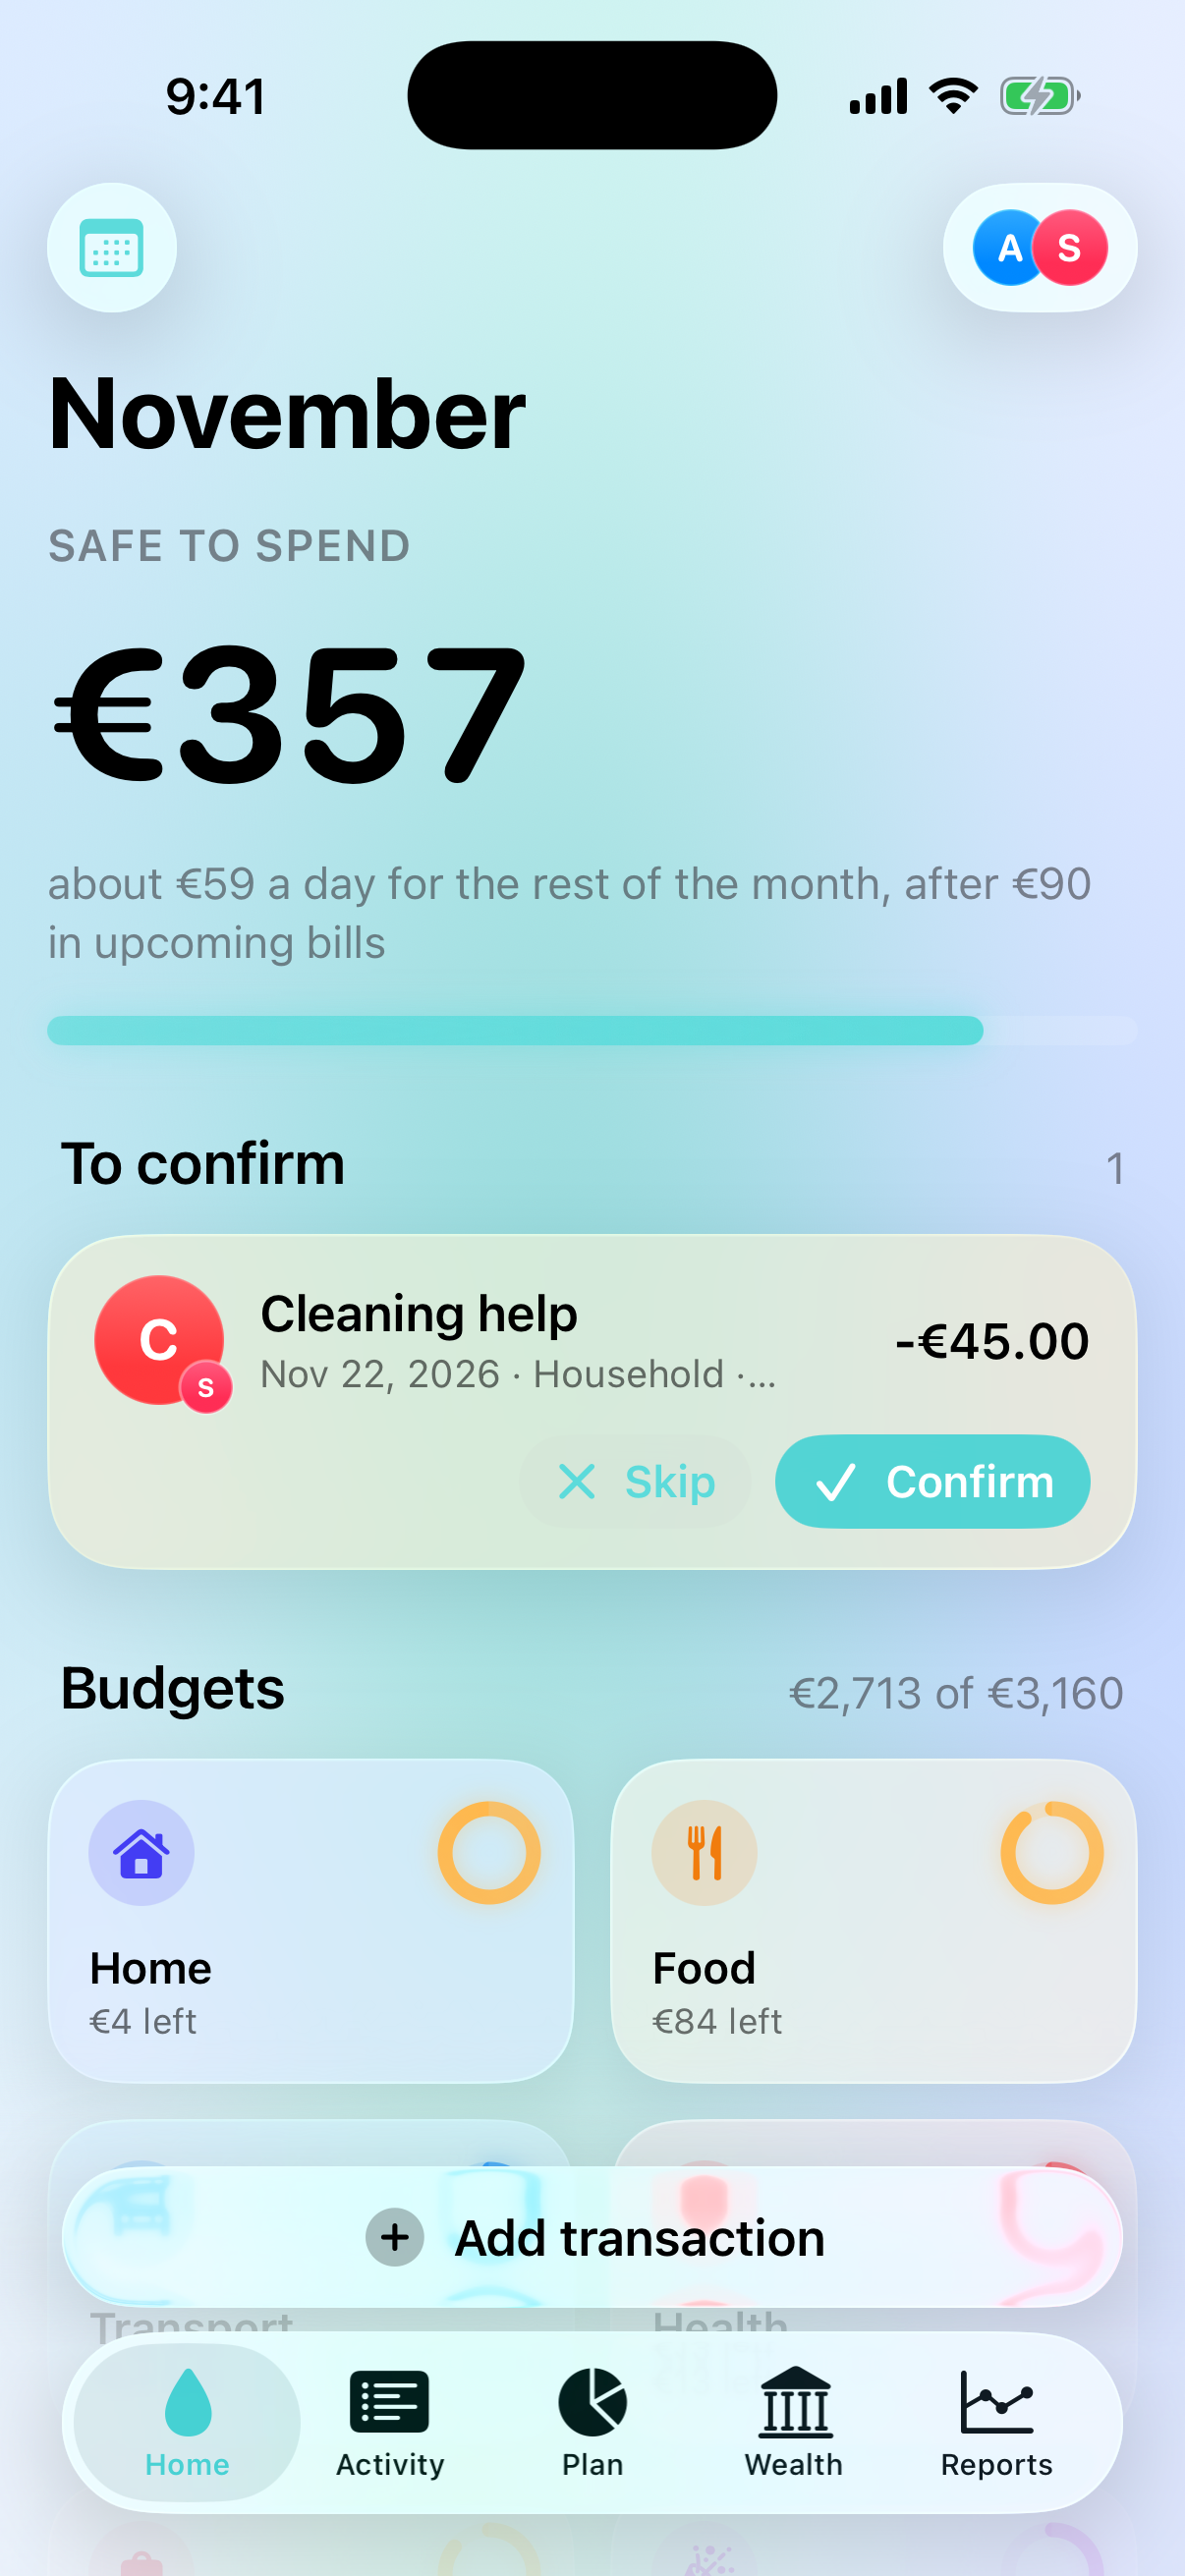 9:41
A S
November
SAFE TO SPEND
€357
about €59 a day for the rest of the month, after €90
in upcoming bills
To confirm 1
C S
Cleaning help -€45.00
Nov 22, 2026 · Household ·...
Skip Confirm
Budgets €2,713 of €3,160
Home Food
€4 left €84 left
Add transaction
Transport Health
Home Activity Plan Wealth Reports